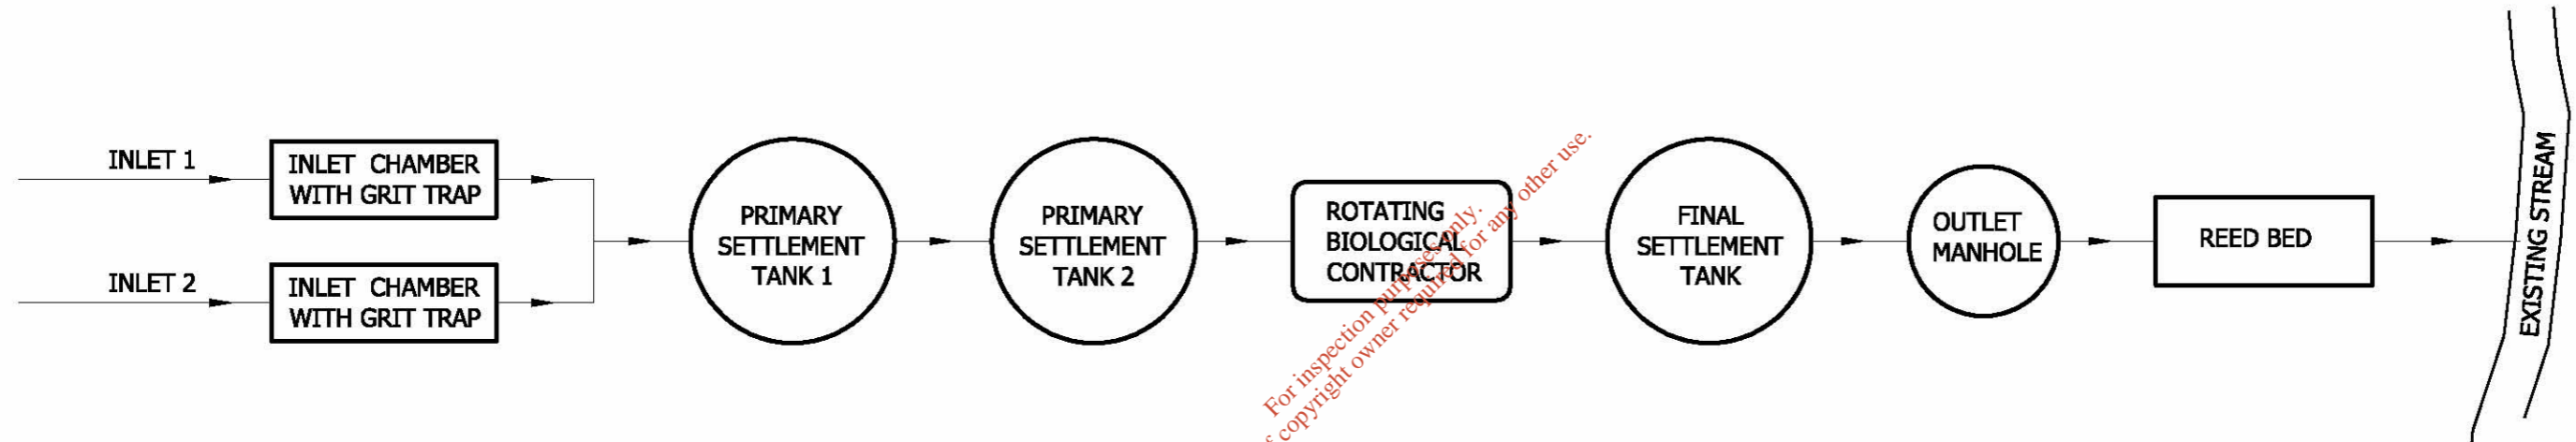 INLET 1
INLET CHAMBER
WITH GRIT TRAP
INLET 2
INLET CHAMBER
WITH GRIT TRAP
PRIMARY
SETTLEMENT
TANK 1
PRIMARY
SETTLEMENT
TANK 2
ROTATING
BIOLOGICAL
CONTRACTOR
FINAL
SETTLEMENT
TANK
OUTLET
MANHOLE
REED BED
EXISTING STREAM
For inspection purposes only.
copyright owner required for any other use.